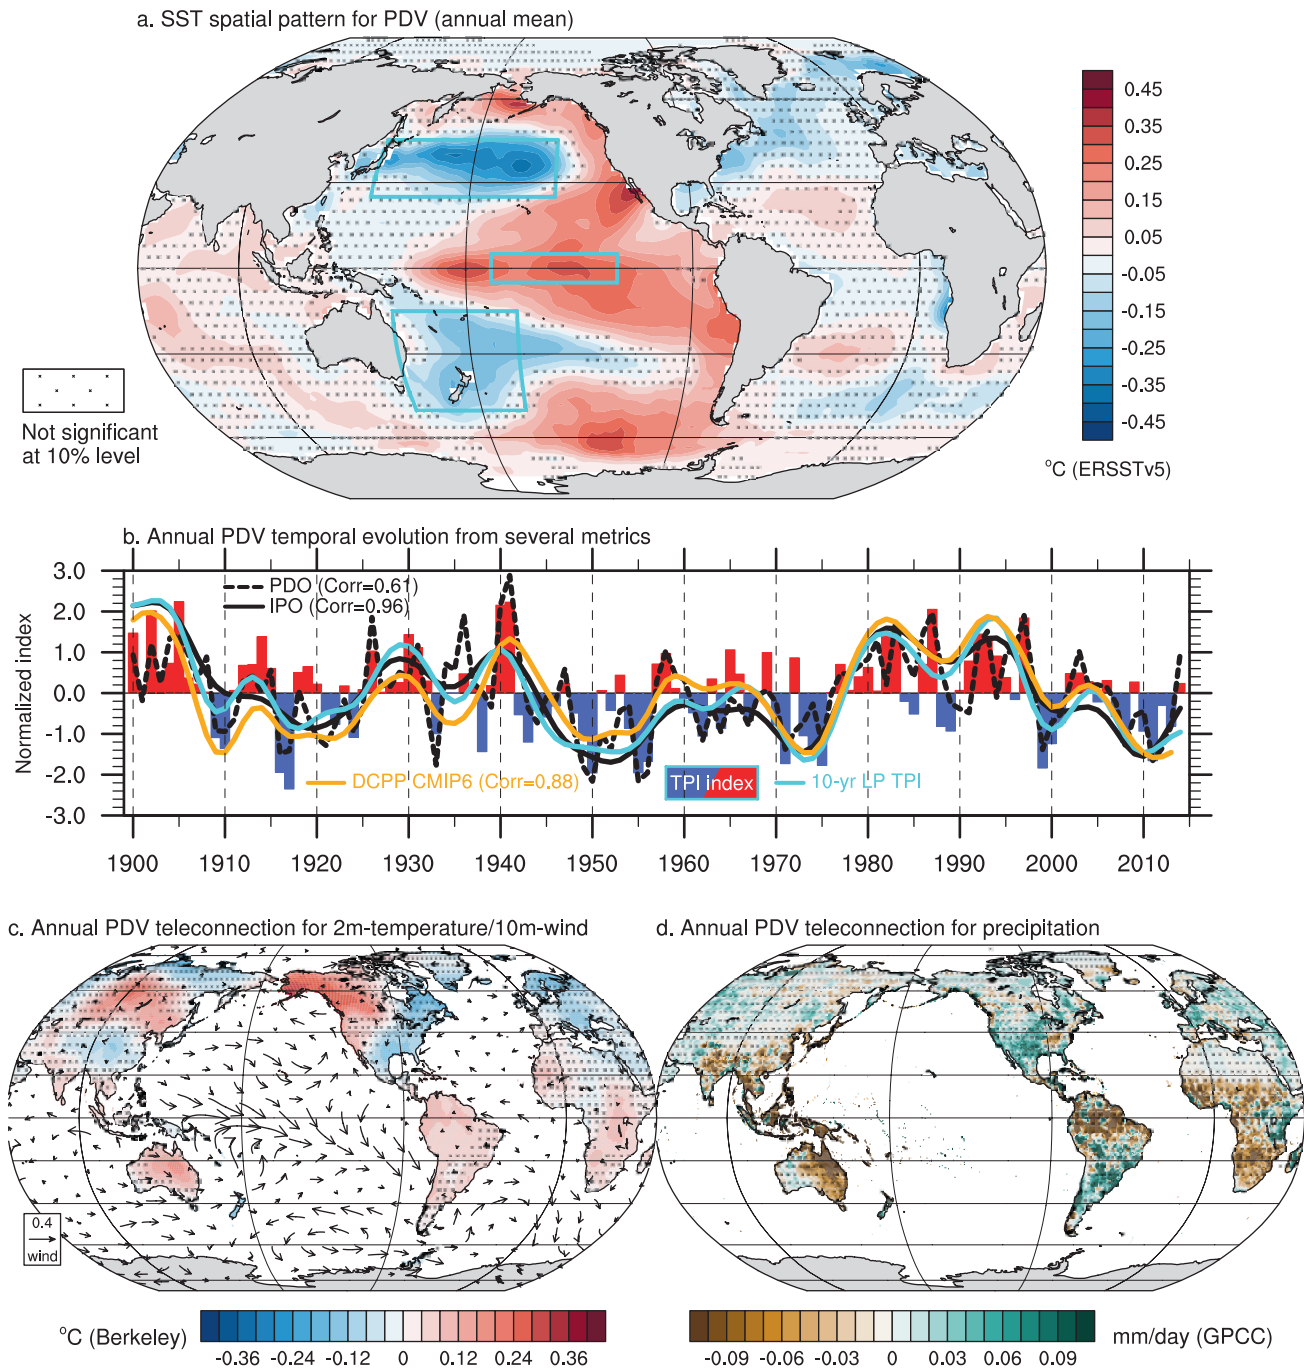 a. SST spatial pattern for PDV (annual mean)
0.45
0.35
0.25
0.15
0.05
-0.05
-0.15
-0.25
-0.35
-0.45
°C (ERSSTv5)
Not significant
at 10% level
b. Annual PDV temporal evolution from several metrics
Normalized index
3.0
2.0
1.0
0.0
-1.0
-2.0
-3.0
PDO (Corr=0.61)
IPO (Corr=0.96)
DCPP CMIP6 (Corr=0.88)
TPI index
10-yr LP TPI
1900 1910 1920 1930 1940 1950 1960 1970 1980 1990 2000 2010
c. Annual PDV teleconnection for 2m-temperature/10m-wind
0.4
wind
°C (Berkeley)
-0.36 -0.24 -0.12 0 0.12 0.24 0.36
d. Annual PDV teleconnection for precipitation
mm/day (GPCC)
-0.09 -0.06 -0.03 0 0.03 0.06 0.09